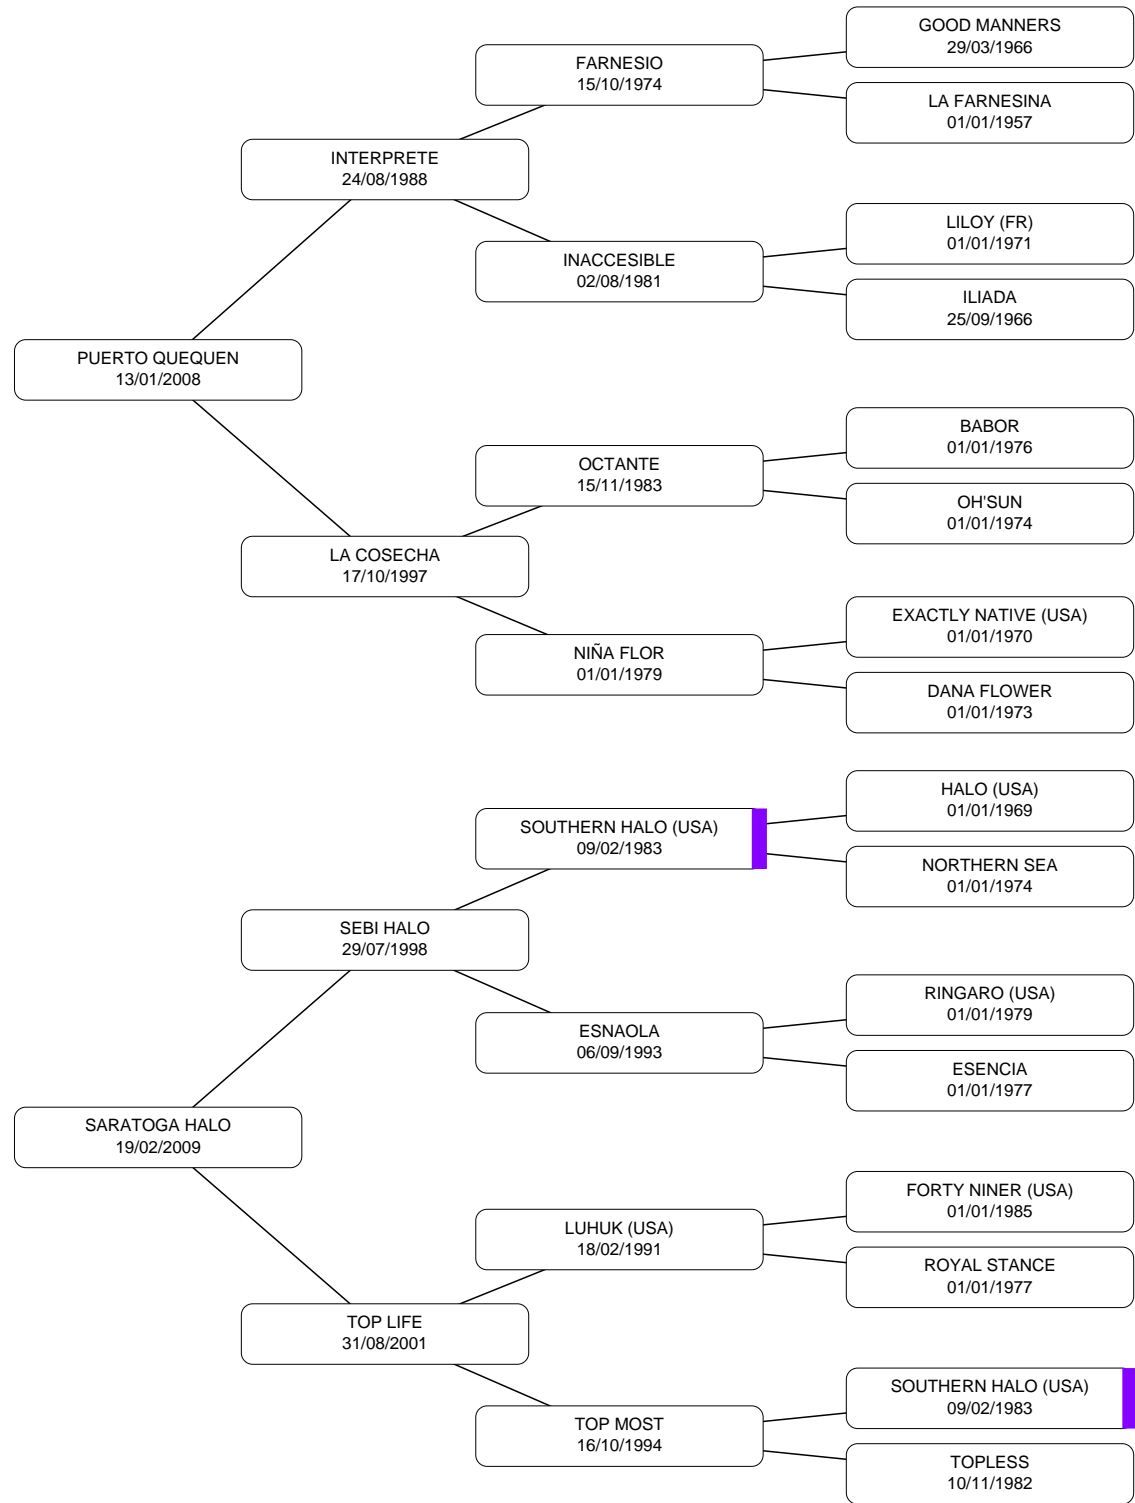 GOOD MANNERS
29/03/1966
FARNESIO
15/10/1974
LA FARNESINA
01/01/1957
INTERPRETE
24/08/1988
LILOY (FR)
01/01/1971
INACCESIBLE
02/08/1981
ILIADA
25/09/1966
PUERTO QUEQUEN
13/01/2008
BABOR
01/01/1976
OCTANTE
15/11/1983
OH'SUN
01/01/1974
LA COSECHA
17/10/1997
EXACTLY NATIVE (USA)
01/01/1970
NIÑA FLOR
01/01/1979
DANA FLOWER
01/01/1973
HALO (USA)
01/01/1969
SOUTHERN HALO (USA)
09/02/1983
NORTHERN SEA
01/01/1974
SEBI HALO
29/07/1998
RINGARO (USA)
01/01/1979
ESNAOLA
06/09/1993
ESENCIA
01/01/1977
SARATOGA HALO
19/02/2009
FORTY NINER (USA)
01/01/1985
LUHUK (USA)
18/02/1991
ROYAL STANCE
01/01/1977
TOP LIFE
31/08/2001
SOUTHERN HALO (USA)
09/02/1983
TOP MOST
16/10/1994
TOPLESS
10/11/1982